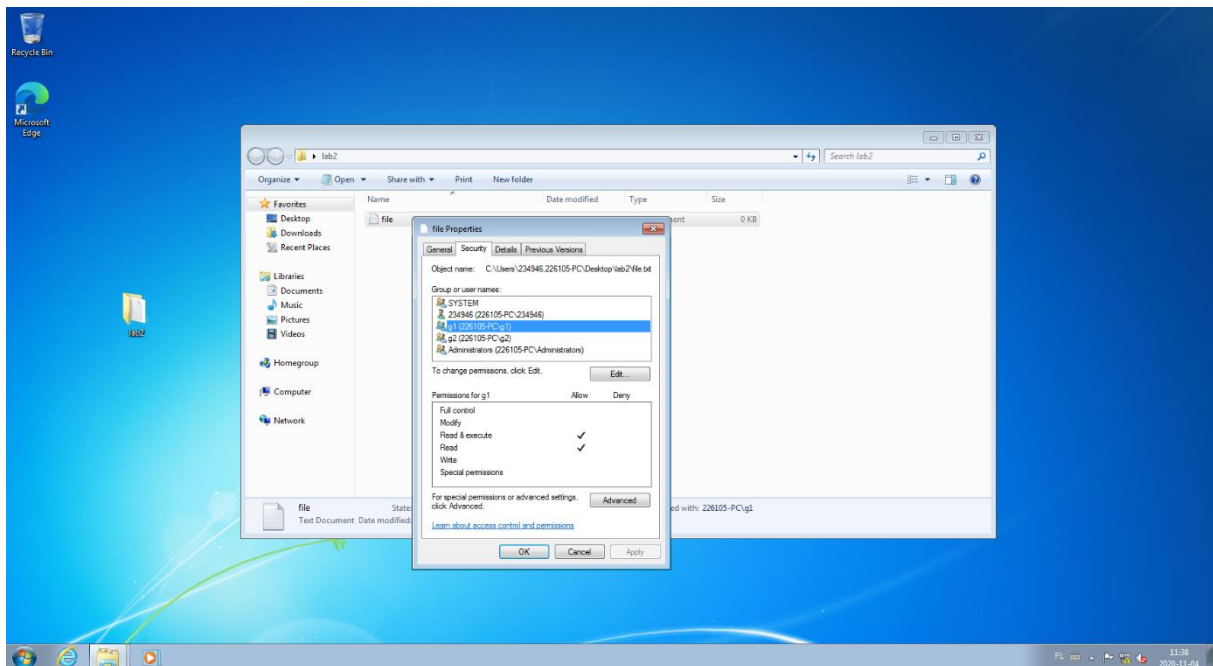 Recycle Bin
Microsoft
Edge
lab2
lab2
Search lab2
Organize
Open
Share with
Print
New folder
Favorites
Desktop
Downloads
Recent Places
Libraries
Documents
Music
Pictures
Videos
Homegroup
Computer
Network
Name
Date modified
Type
Size
file
0 KB
file Properties
General
Security
Details
Previous Versions
Object name: C:\Users\234946.226105-PC\Desktop\lab2\file.txt
Group or user names:
SYSTEM
234946 (226105-PC\234946)
g1 (226105-PC\g1)
g2 (226105-PC\g2)
Administrators (226105-PC\Administrators)
To change permissions, click Edit.
Edit...
Permissions for g1 Allow Deny
Full control
Modify
Read & execute
Read
Write
Special permissions
For special permissions or advanced settings,
click Advanced.
Advanced
Learn about access control and permissions
OK
Cancel
Apply
file
State
Text Document Date modified:
with: 226105-PC\g1
PL
11:38
2020-11-04